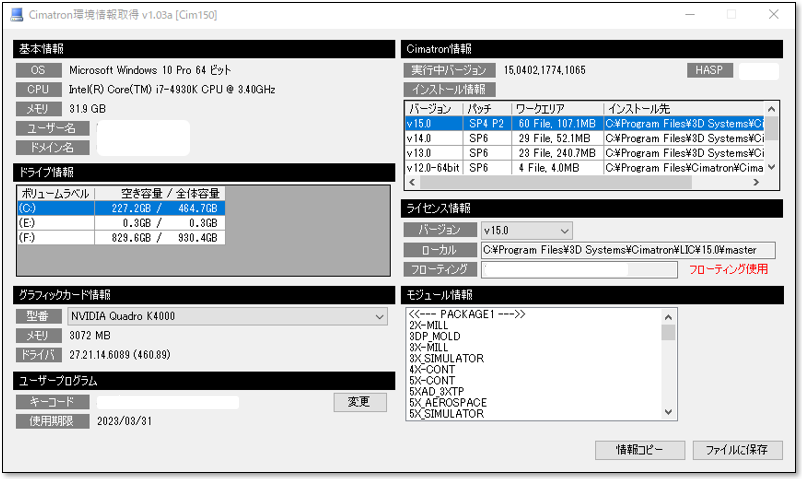 Cimatron環境情報取得 v1.03a [Cim150]
基本情報
OS Microsoft Windows 10 Pro 64 ビット
CPU Intel(R) Core(TM) i7-4930K CPU @ 3.40GHz
メモリ 31.9 GB
ユーザー名
ドメイン名
ドライブ情報
ボリュームラベル 空き容量 / 全体容量
(C:) 227.2GB / 464.7GB
(E:) 0.3GB / 0.3GB
(F:) 829.6GB / 930.4GB
グラフィックカード情報
型番 NVIDIA Quadro K4000
メモリ 3072 MB
ドライバ 27.21.14.6089 (460.89)
ユーザープログラム
キーコード 変更
使用期限 2023/03/31
Cimatron情報
実行中バージョン 15,0402,1774,1065 HASP
インストール情報
バージョン パッチ ワークエリア インストール先
v15.0 SP4 P2 60 File, 107.1MB C:¥Program Files¥3D Systems¥Ci
v14.0 SP6 29 File, 52.1MB C:¥Program Files¥3D Systems¥Ci
v13.0 SP6 23 File, 240.7MB C:¥Program Files¥3D Systems¥Ci
v12.0-64bit SP6 4 File, 4.0MB C:¥Program Files¥Cimatron¥Cima
ライセンス情報
バージョン v15.0
ローカル C:¥Program Files¥3D Systems¥Cimatron¥LIC¥15.0¥master
フローティング フローティング使用
モジュール情報
<<--- PACKAGE1 --->>
2X-MILL
3DP_MOLD
3X-MILL
3X_SIMULATOR
4X-CONT
5X-CONT
5XAD_3XTP
5X_AEROSPACE
5X_SIMULATOR
情報コピー ファイルに保存